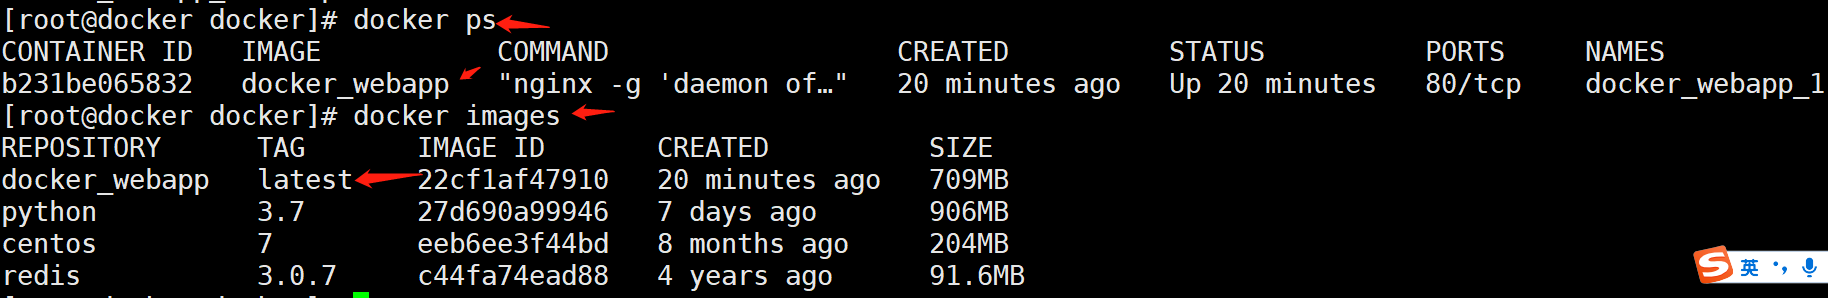 [root@docker docker]# docker ps
CONTAINER ID   IMAGE           COMMAND                  CREATED          STATUS          PORTS     NAMES
b231be065832   docker_webapp   "nginx -g 'daemon of…"   20 minutes ago   Up 20 minutes   80/tcp    docker_webapp_1
[root@docker docker]# docker images
REPOSITORY      TAG       IMAGE ID       CREATED          SIZE
docker_webapp   latest    22cf1af47910   20 minutes ago   709MB
python          3.7       27d690a99946   7 days ago       906MB
centos          7         eeb6ee3f44bd   8 months ago     204MB
redis           3.0.7     c44fa74ead88   4 years ago      91.6MB
S 英